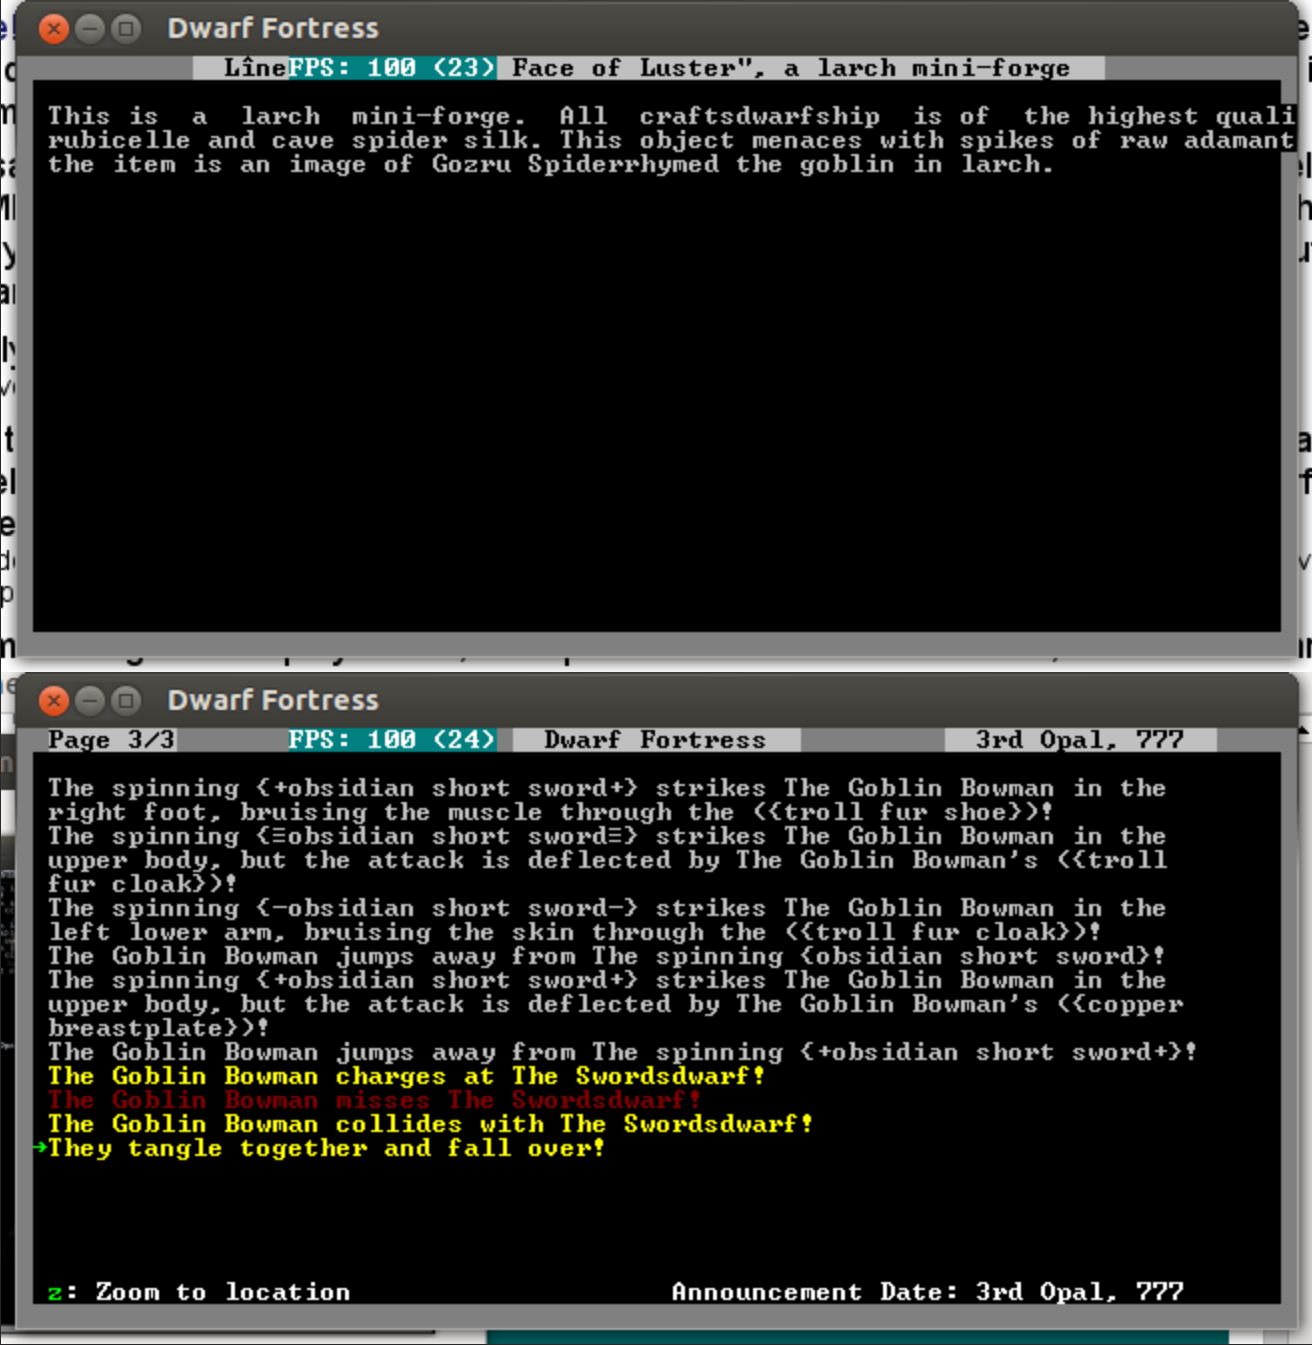 Dwarf Fortress
LîneFPS: 100 (23) Face of Luster", a larch mini-forge
This is a larch mini-forge. All craftsdwarfship is of the highest quali
rubicelle and cave spider silk. This object menaces with spikes of raw adamant
the item is an image of Gozru Spiderrhymed the goblin in larch.
Dwarf Fortress
Page 3/3 FPS: 100 (24) Dwarf Fortress 3rd Opal, 777
The spinning {+obsidian short sword+} strikes The Goblin Bowman in the
right foot, bruising the muscle through the ({troll fur shoe})!
The spinning {≡obsidian short sword≡} strikes The Goblin Bowman in the
upper body, but the attack is deflected by The Goblin Bowman's ({troll
fur cloak})!
The spinning {-obsidian short sword-} strikes The Goblin Bowman in the
left lower arm, bruising the skin through the ({troll fur cloak})!
The Goblin Bowman jumps away from The spinning {obsidian short sword}!
The spinning {+obsidian short sword+} strikes The Goblin Bowman in the
upper body, but the attack is deflected by The Goblin Bowman's ({copper
breastplate})!
The Goblin Bowman jumps away from The spinning {+obsidian short sword+}!
The Goblin Bowman charges at The Swordsdwarf!
The Goblin Bowman misses The Swordsdwarf!
The Goblin Bowman collides with The Swordsdwarf!
→They tangle together and fall over!
z: Zoom to location Announcement Date: 3rd Opal, 777